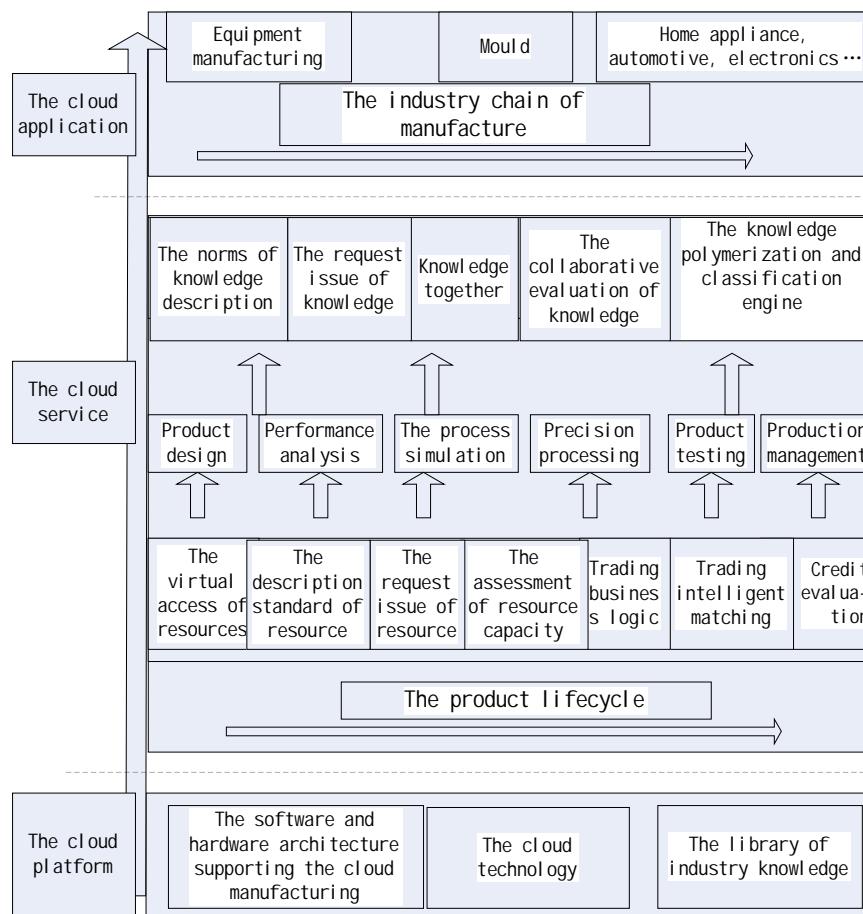 Equipment
manufacturing
Mould
Home appliance,
automotive, electronics…
The cloud
application
The industry chain of
manufacture
The norms of
knowledge
description
The request
issue of
knowledge
Knowledge
together
The
collaborative
evaluation of
knowledge
The knowledge
polymerization and
classification
engine
The cloud
service
Product
design
Performance
analysis
The process
simulation
Precision
processing
Product
testing
Production
management
The
virtual
access of
resources
The
description
standard of
resource
The
request
issue of
resource
The
assessment
of resource
capacity
Trading
busines
s logic
Trading
intelligent
matching
Credit
evalua-
tion
The product lifecycle
The cloud
platform
The software and
hardware architecture
supporting the cloud
manufacturing
The cloud
technology
The library of
industry knowledge